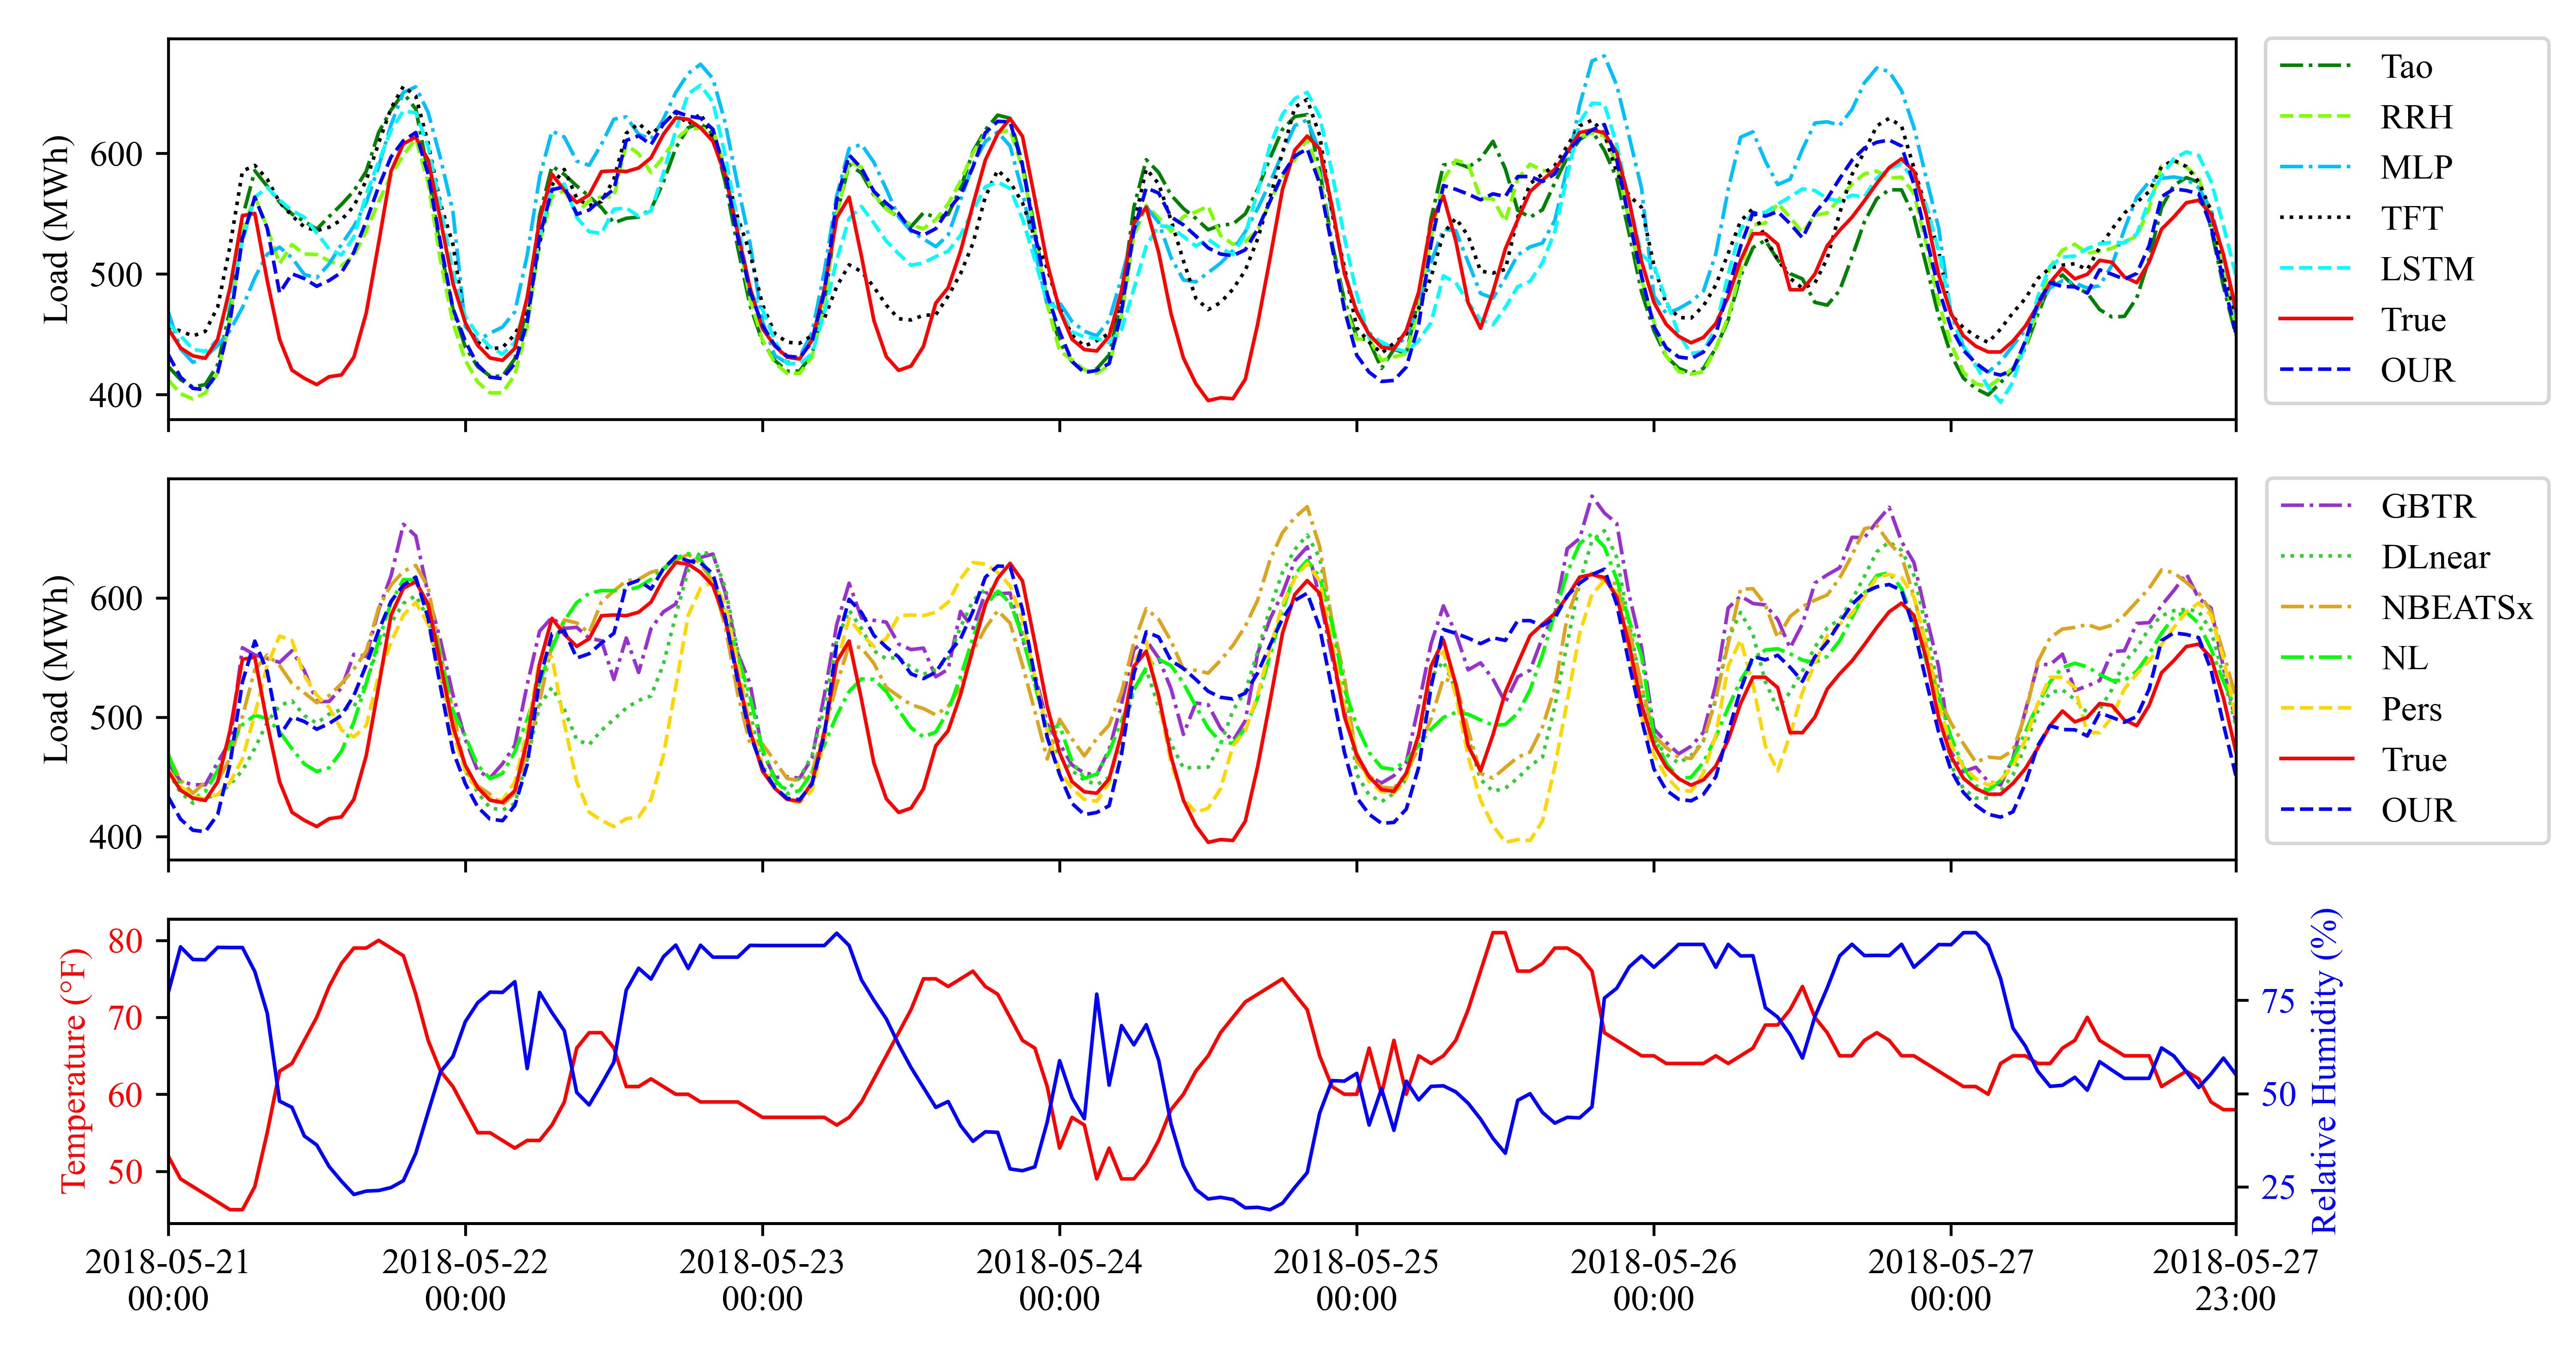 Load (MWh)
600
500
400
Tao
RRH
MLP
TFT
LSTM
True
OUR
Load (MWh)
600
500
400
GBTR
DLnear
NBEATSx
NL
Pers
True
OUR
Temperature (°F)
80
70
60
50
75
50
25
Relative Humidity (%)
2018-05-21 2018-05-22 2018-05-23 2018-05-24 2018-05-25 2018-05-26 2018-05-27 2018-05-27
00:00 00:00 00:00 00:00 00:00 00:00 00:00 23:00